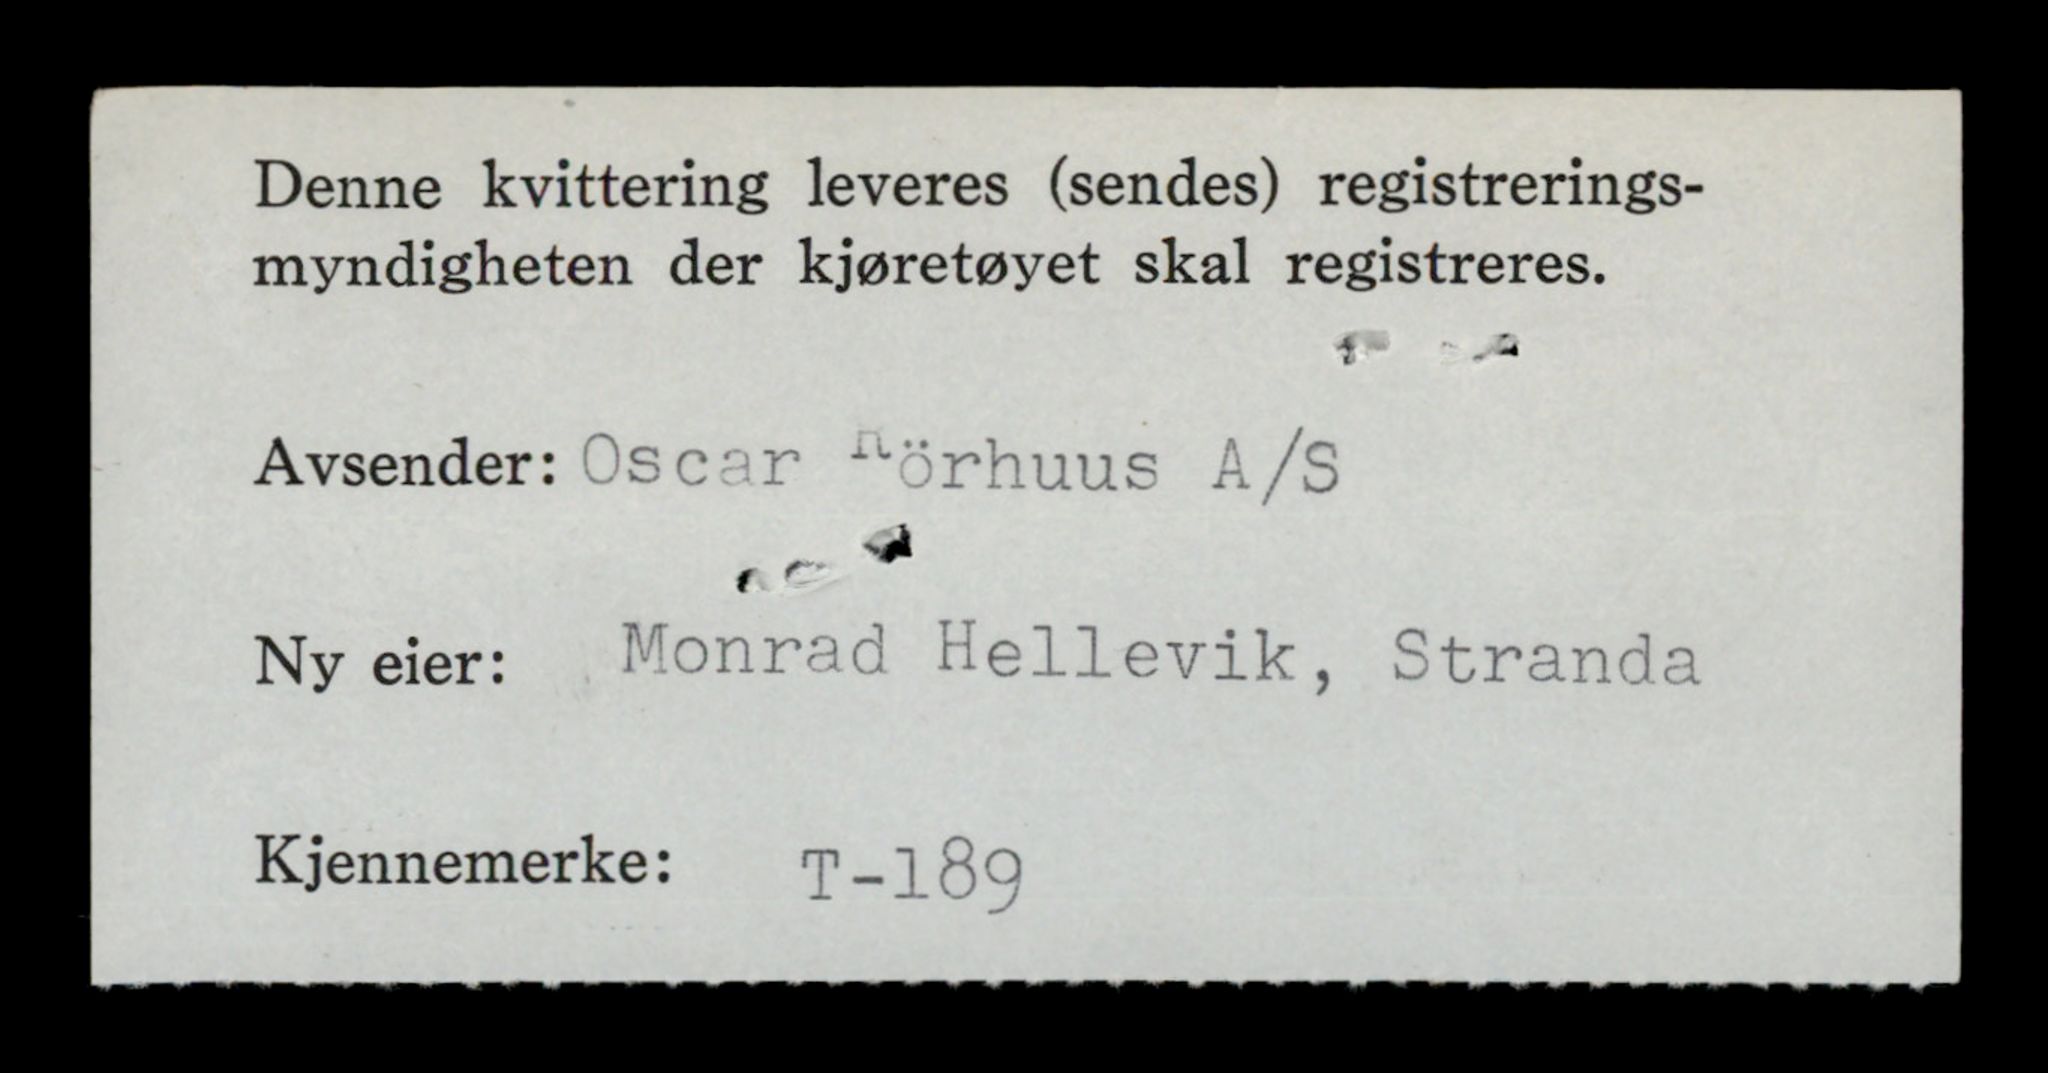 Denne kvittering leveres (sendes) registrerings-
myndigheten der kjøretøyet skal registreres.
Avsender: Oscar Rörhuus A/S
Ny eier: Monrad Hellevik, Stranda
Kjennemerke: T-189